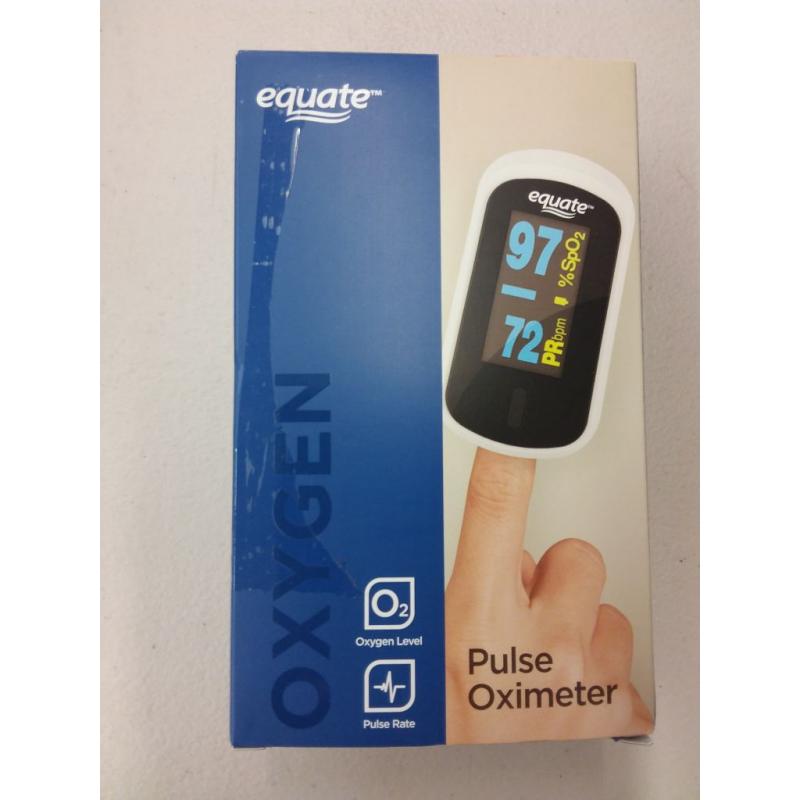 equate™
OXYGEN
O2
Oxygen Level
Pulse Rate
equate™
97
%SpO2
72
PRbpm
Pulse
Oximeter